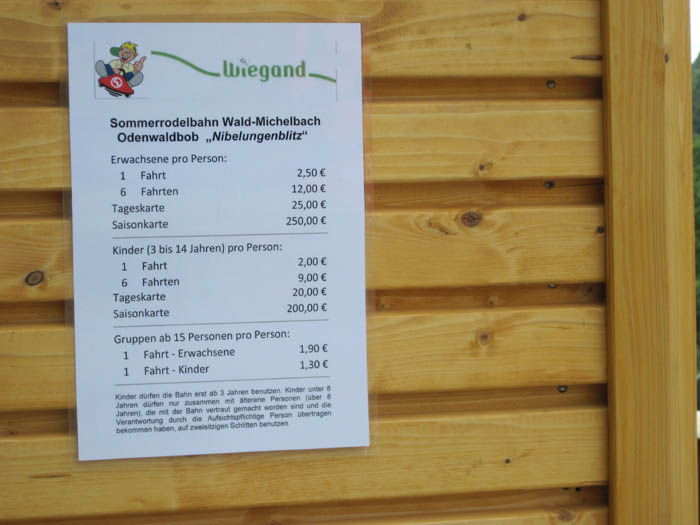 Wiegand
Sommerrodelbahn Wald-Michelbach
Odenwaldbob „Nibelungenblitz“
Erwachsene pro Person:
1 Fahrt 2,50 €
6 Fahrten 12,00 €
Tageskarte 25,00 €
Saisonkarte 250,00 €
Kinder (3 bis 14 Jahren) pro Person:
1 Fahrt 2,00 €
6 Fahrten 9,00 €
Tageskarte 20,00 €
Saisonkarte 200,00 €
Gruppen ab 15 Personen pro Person:
1 Fahrt - Erwachsene 1,90 €
1 Fahrt - Kinder 1,30 €
Kinder dürfen die Bahn erst ab 3 Jahren benutzen. Kinder unter 8
Jahren dürfen nur zusammen mit älterene Personen (über 8
Jahren), die mit der Bahn vertraut gemacht worden sind und die
Verantwortung durch die Aufsichtspflichtige Person übertragen
bekommen haben, auf zweisitzigen Schlitten benutzen.